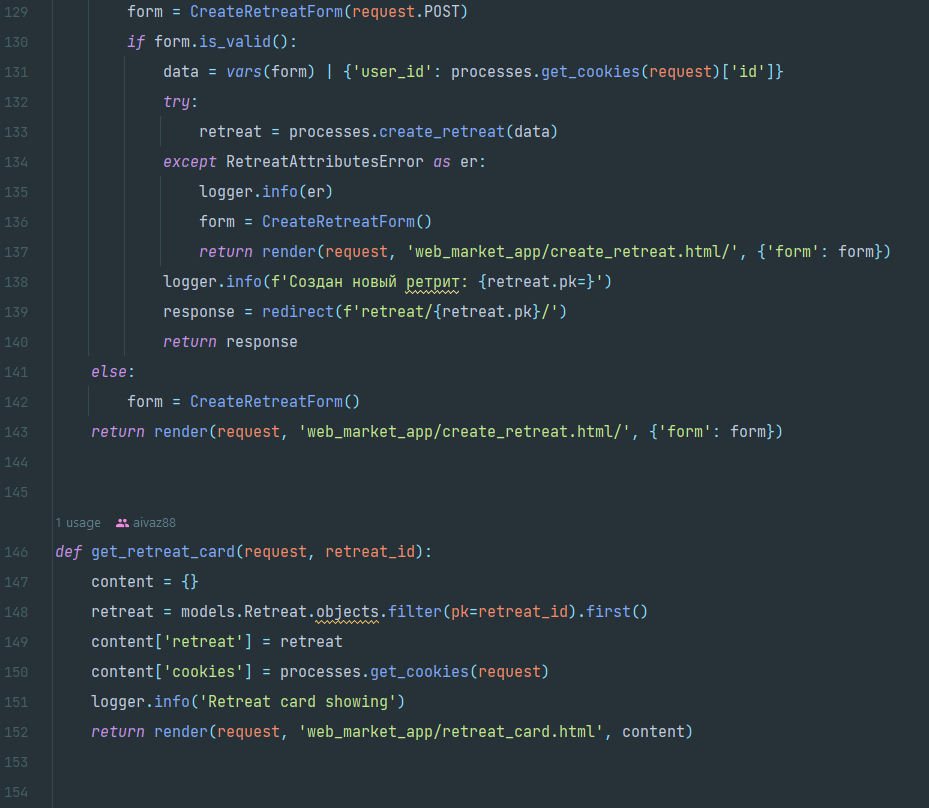 129 form = CreateRetreatForm(request.POST)
130 if form.is_valid():
131 data = vars(form) | {'user_id': processes.get_cookies(request)['id']}
132 try:
133 retreat = processes.create_retreat(data)
134 except RetreatAttributesError as er:
135 logger.info(er)
136 form = CreateRetreatForm()
137 return render(request, 'web_market_app/create_retreat.html/', {'form': form})
138 logger.info(f'Создан новый ретрит: {retreat.pk=}')
139 response = redirect(f'retreat/{retreat.pk}/')
140 return response
141 else:
142 form = CreateRetreatForm()
143 return render(request, 'web_market_app/create_retreat.html/', {'form': form})
144
145
1 usage aivaz88
146 def get_retreat_card(request, retreat_id):
147 content = {}
148 retreat = models.Retreat.objects.filter(pk=retreat_id).first()
149 content['retreat'] = retreat
150 content['cookies'] = processes.get_cookies(request)
151 logger.info('Retreat card showing')
152 return render(request, 'web_market_app/retreat_card.html', content)
153
154